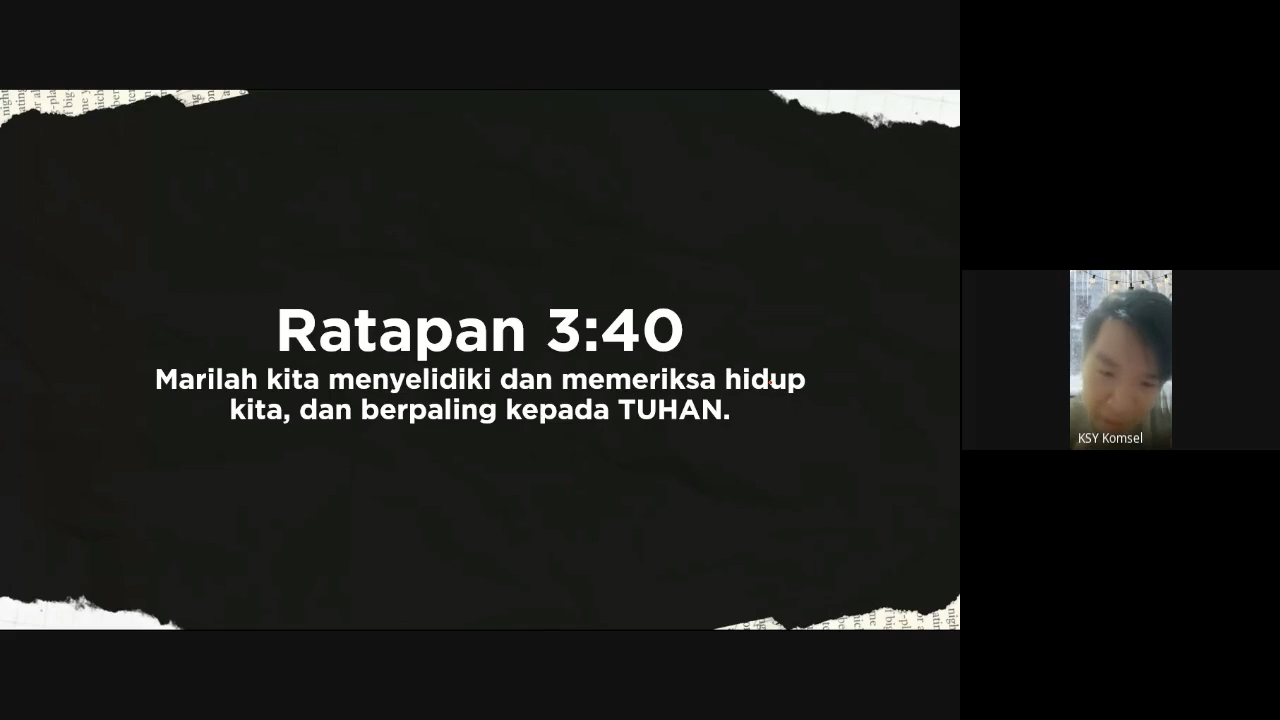 Ratapan 3:40
Marilah kita menyelidiki dan memeriksa hidup
kita, dan berpaling kepada TUHAN.
KSY Komsel